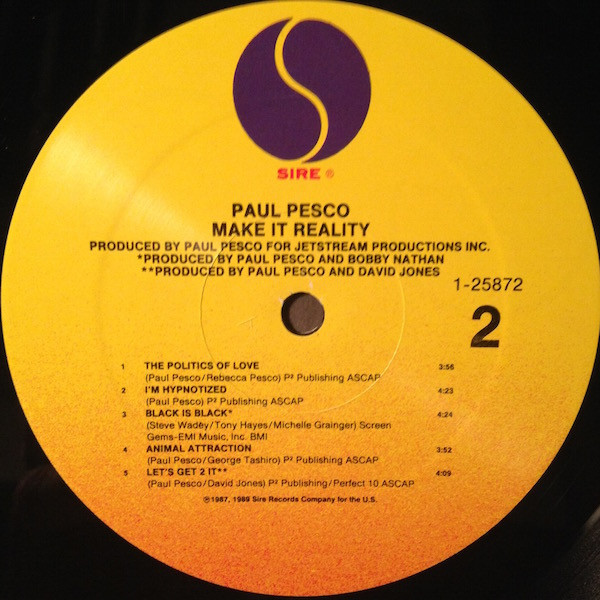 SIRE ®
PAUL PESCO
MAKE IT REALITY
PRODUCED BY PAUL PESCO FOR JETSTREAM PRODUCTIONS INC.
*PRODUCED BY PAUL PESCO AND BOBBY NATHAN
**PRODUCED BY PAUL PESCO AND DAVID JONES
1-25872
2
1 THE POLITICS OF LOVE 3:56
(Paul Pesco/Rebecca Pesco) P² Publishing ASCAP
2 I'M HYPNOTIZED 4:23
(Paul Pesco) P² Publishing ASCAP
3 BLACK IS BLACK* 4:24
(Steve Wadey/Tony Hayes/Michelle Grainger) Screen
Gems-EMI Music, Inc. BMI
4 ANIMAL ATTRACTION 3:52
(Paul Pesco/George Tashiro) P² Publishing ASCAP
5 LET'S GET 2 IT** 4:09
(Paul Pesco/David Jones) P² Publishing/Perfect 10 ASCAP
℗1987, 1989 Sire Records Company for the U.S.